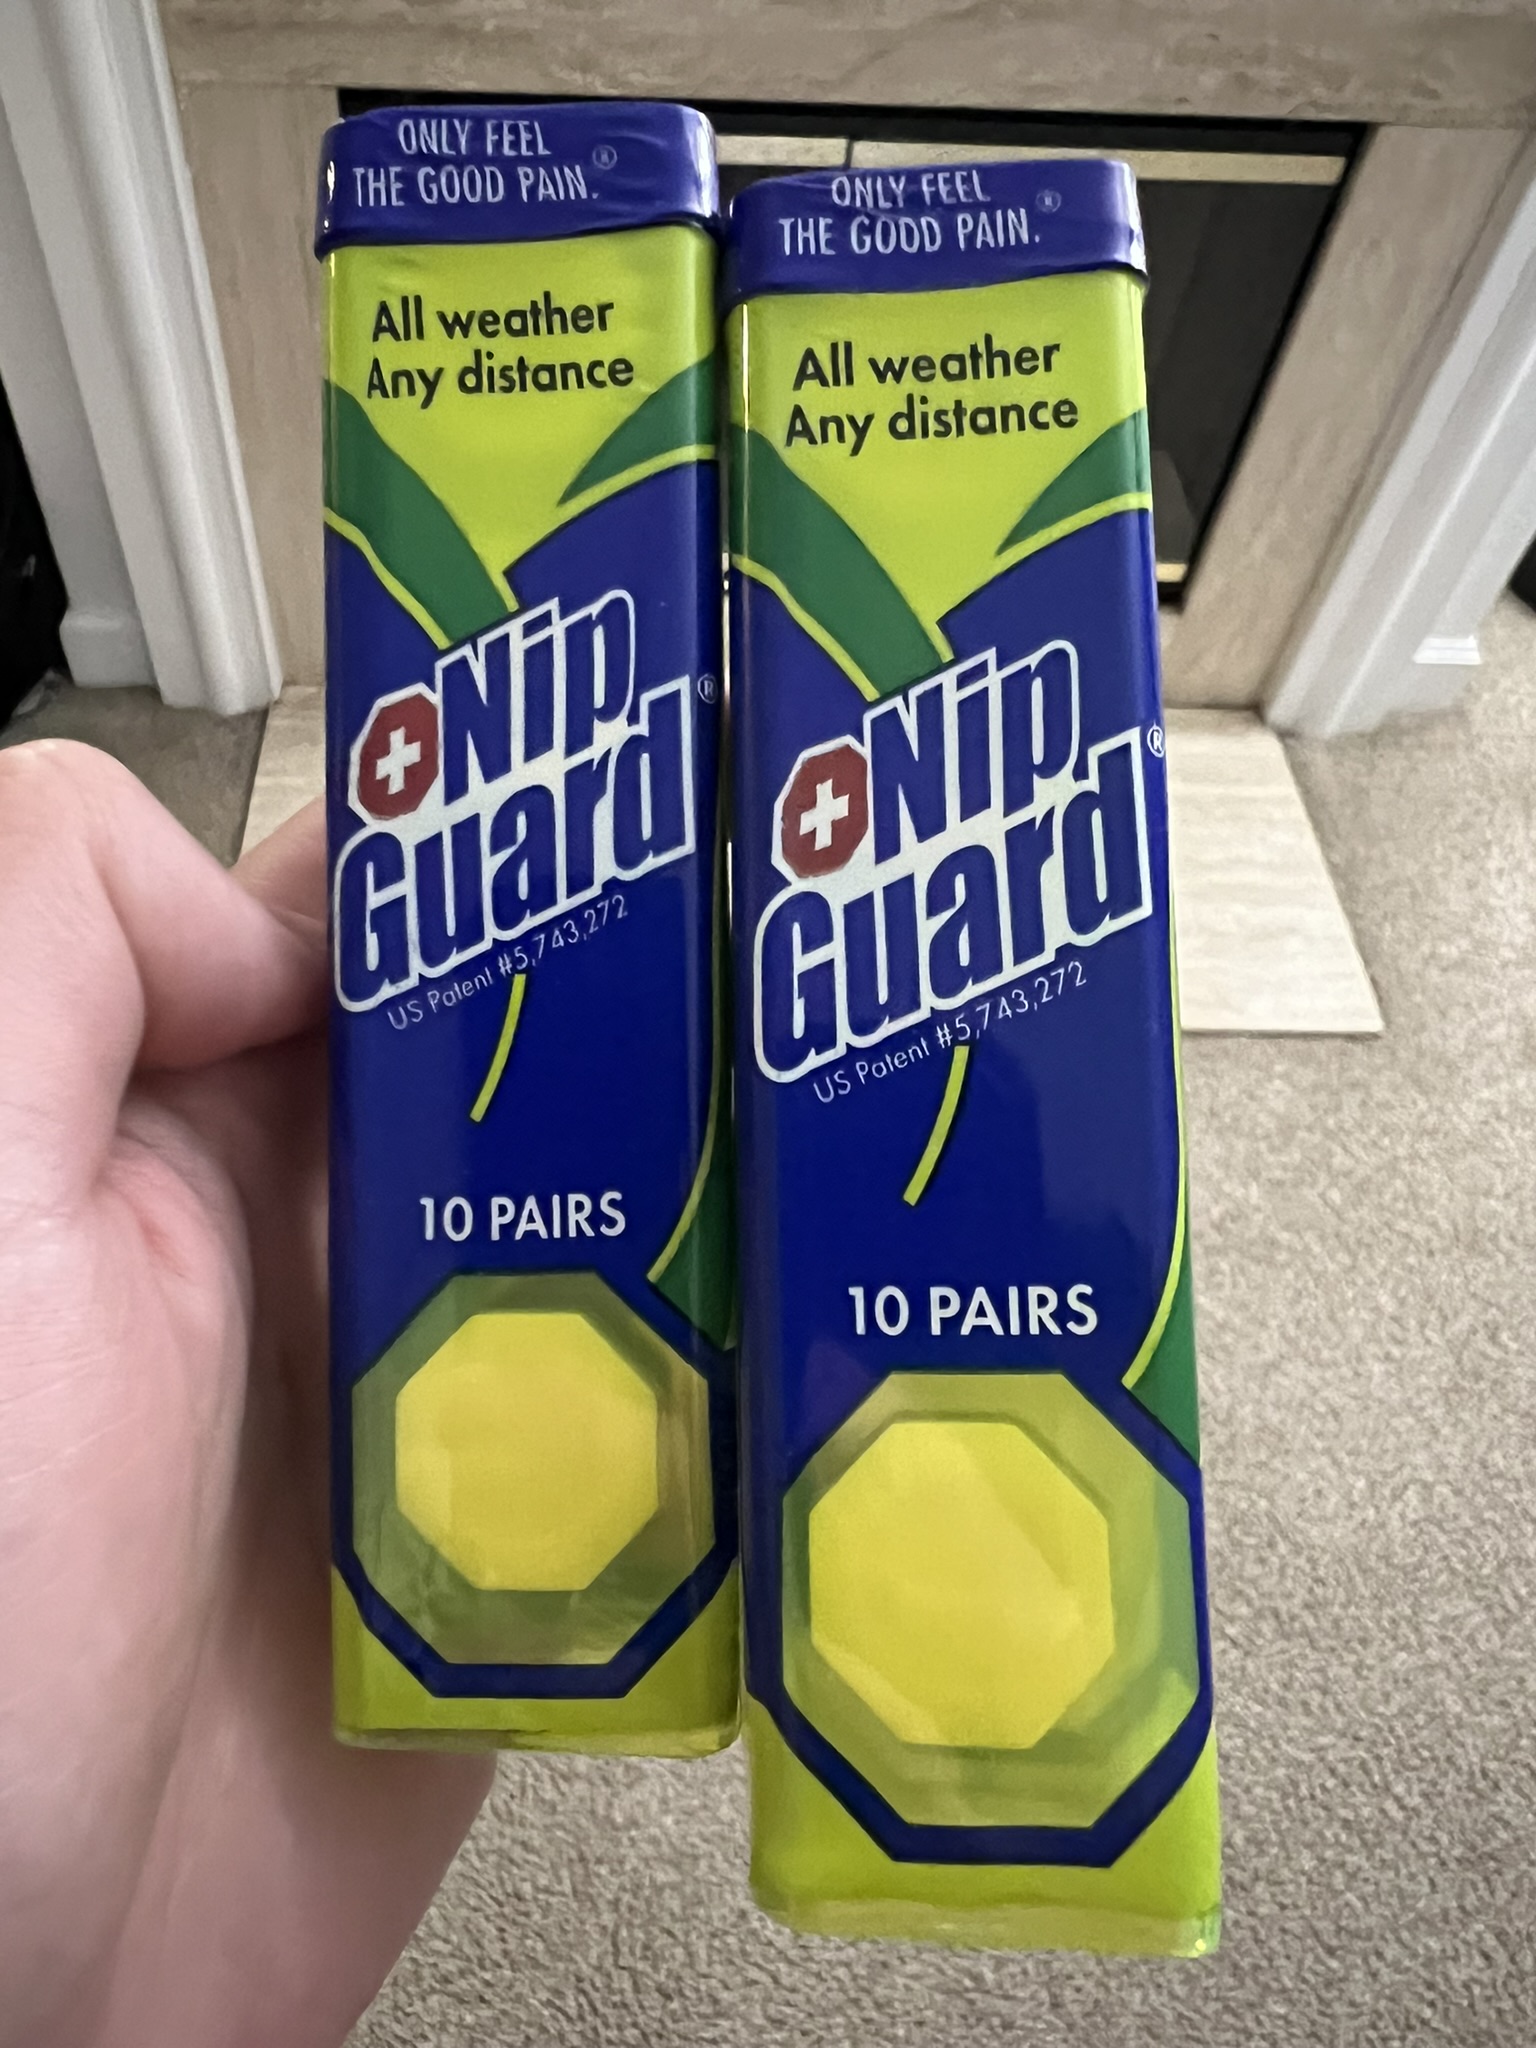 ONLY FEEL
THE GOOD PAIN.®
All weather
Any distance
Nip
Guard®
US Patent #5,743,272
10 PAIRS
ONLY FEEL
THE GOOD PAIN.®
All weather
Any distance
Nip
Guard®
US Patent #5,743,272
10 PAIRS